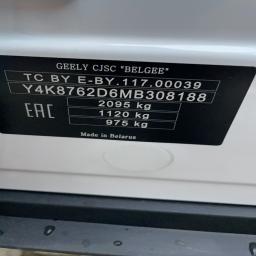 GEELY CJSC "BELGEE"
TC BY E-BY.117.00039
Y4K8762D6MB308188
2095 kg
EAC 1120 kg
975 kg
Made in Belarus